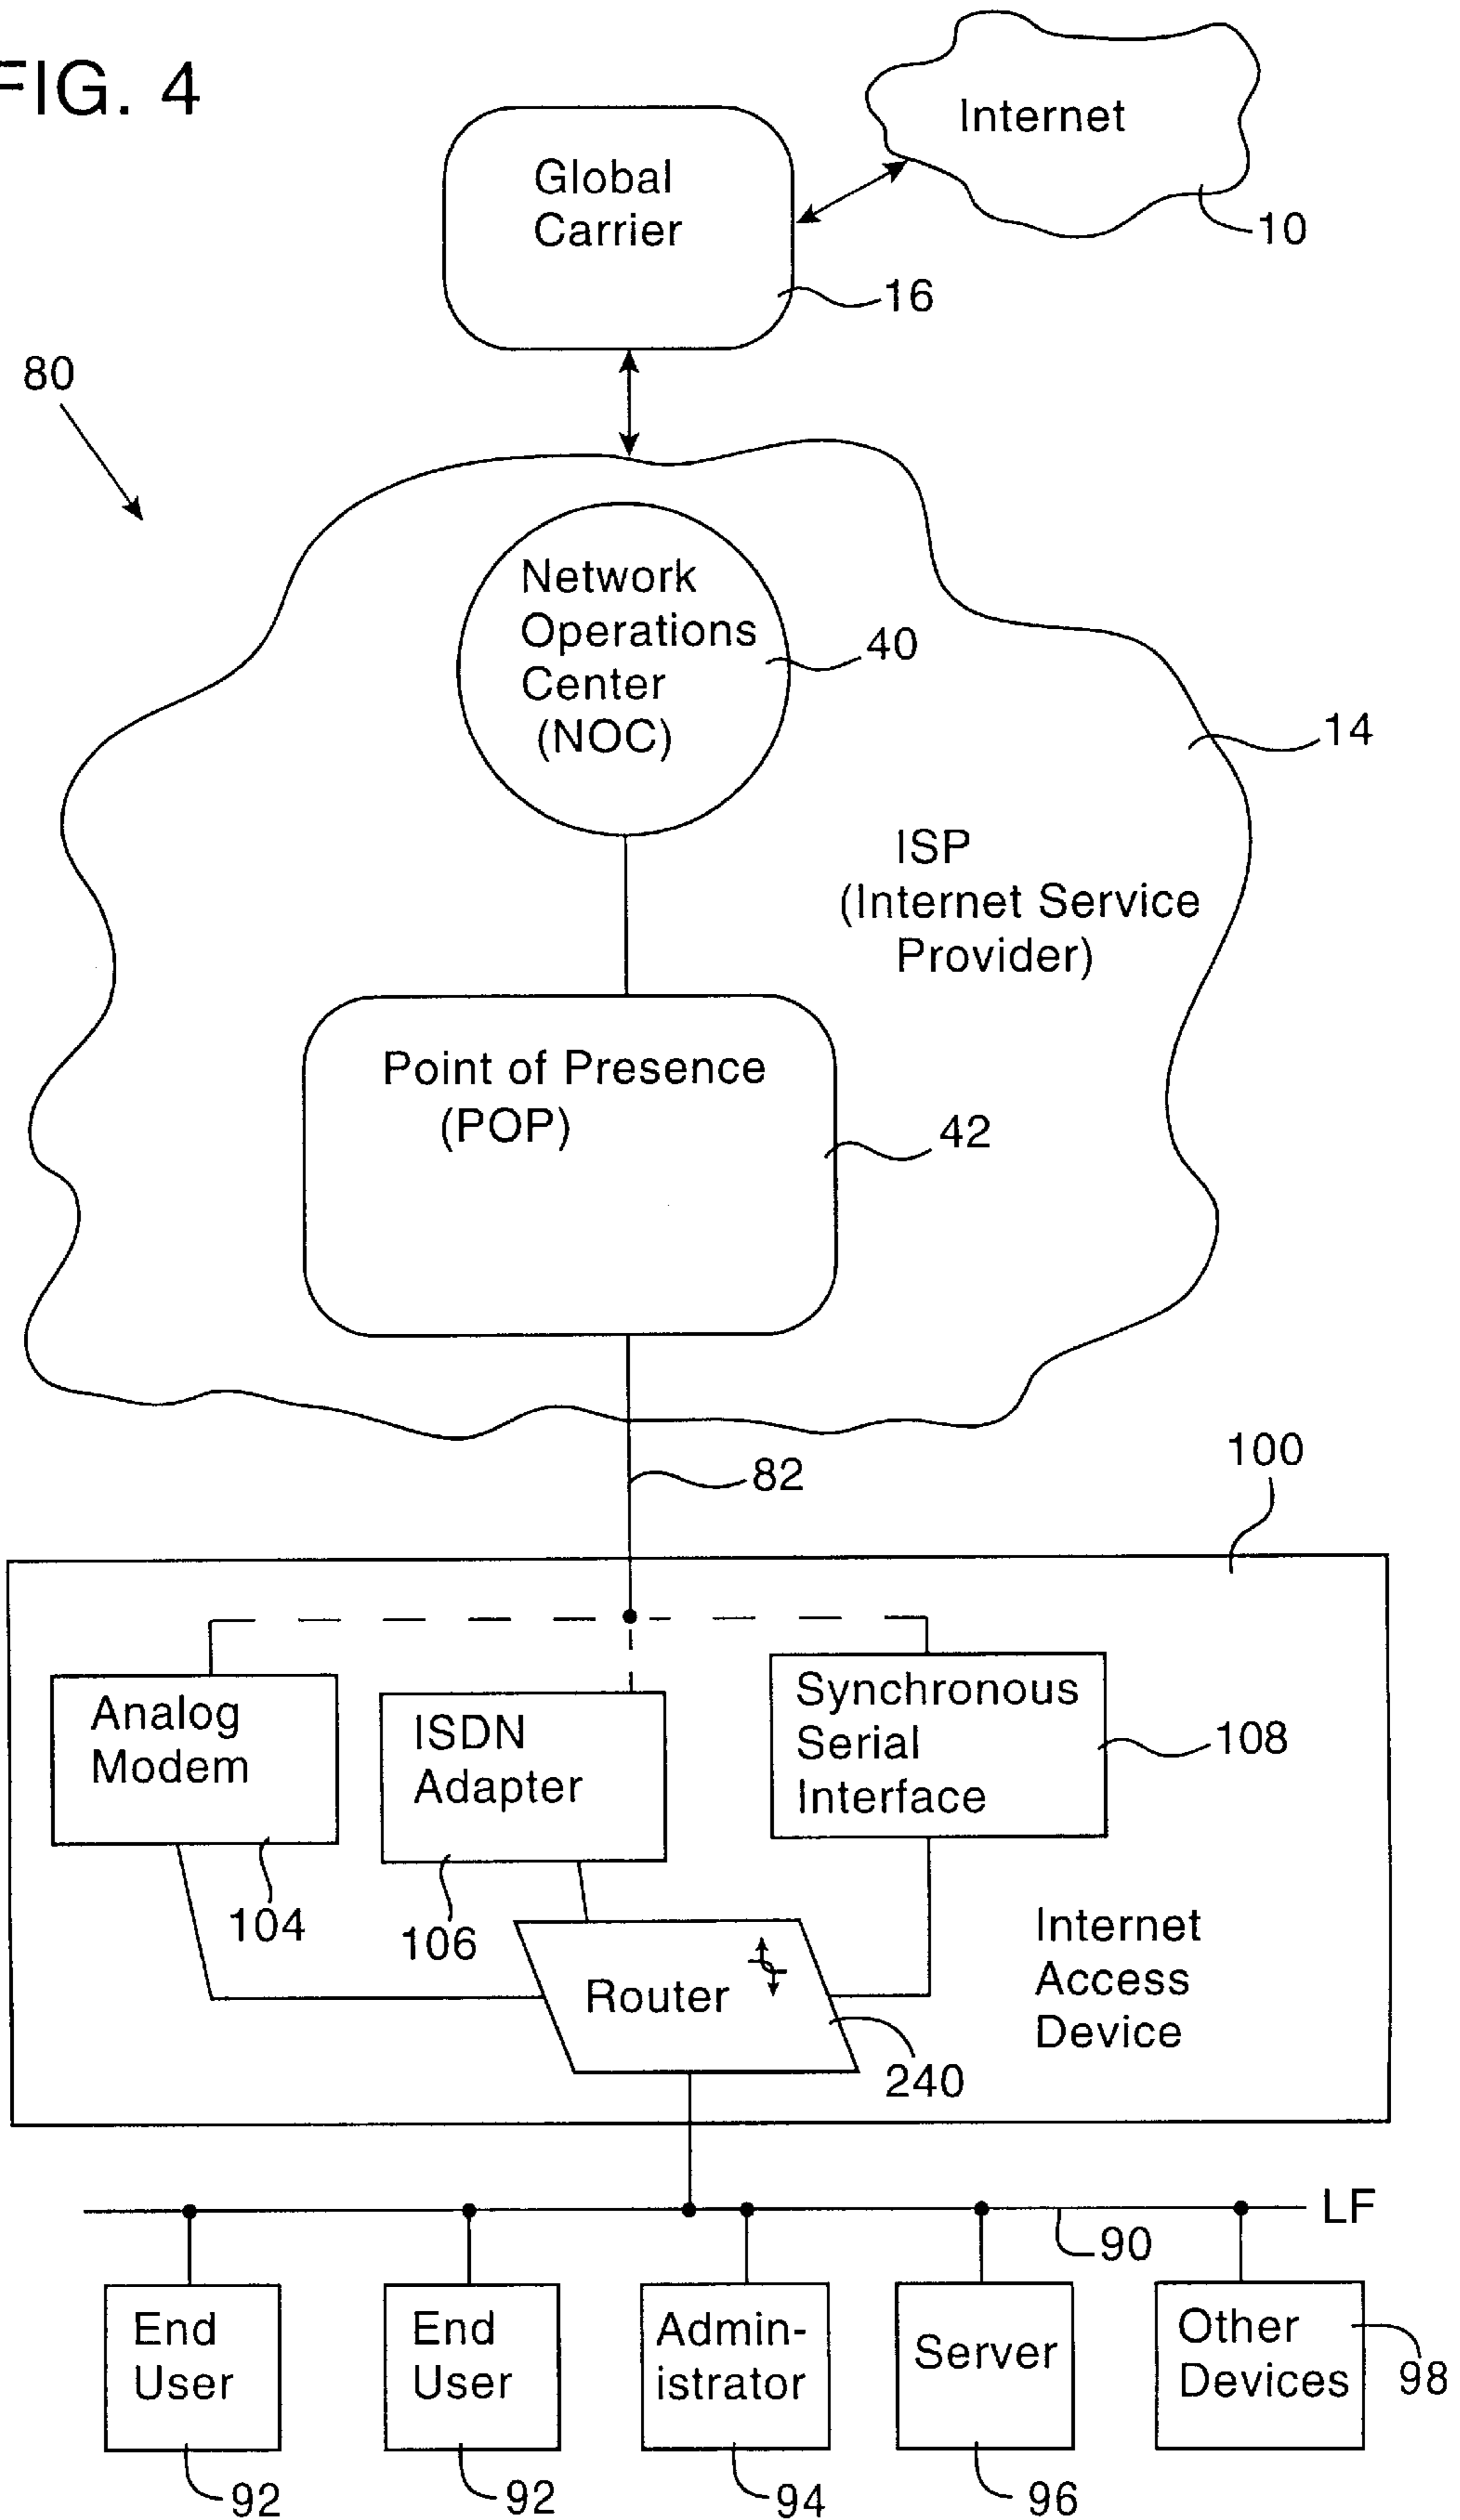 FIG. 4
Internet
10
Global
Carrier
16
80
Network
Operations
Center
(NOC)
40
14
ISP
(Internet Service
Provider)
Point of Presence
(POP)
42
82
100
Analog
Modem
104
ISDN
Adapter
106
Synchronous
Serial
Interface
108
Router
240
Internet
Access
Device
LF
90
End
User
92
End
User
92
Admin-
istrator
94
Server
96
Other
Devices
98